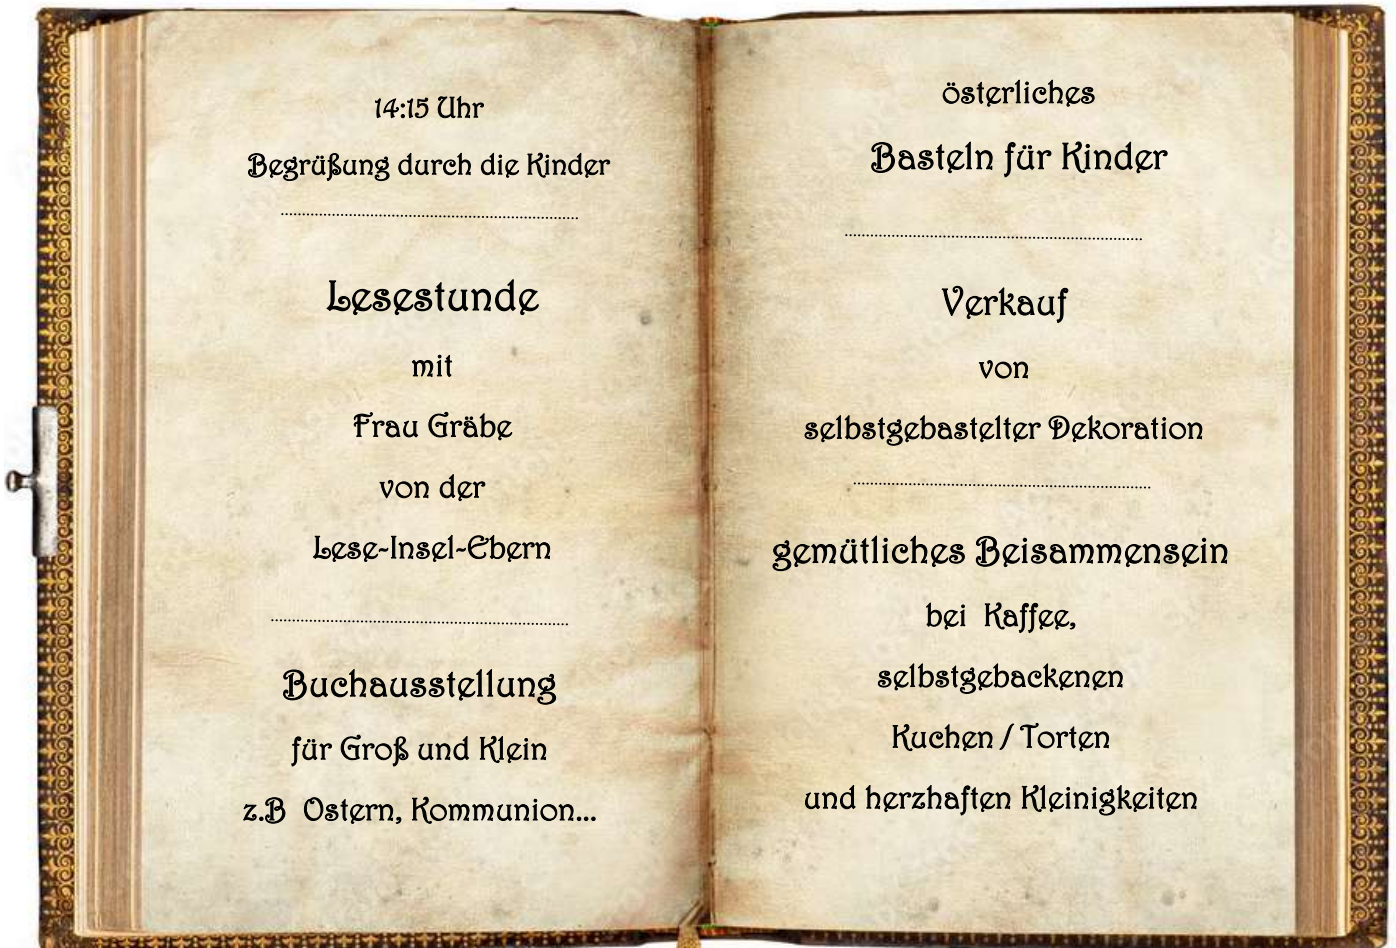 14:15 Uhr
Begrüßung durch die Kinder
Lesestunde
mit
Frau Gräbe
von der
Lese-Insel-Ebern
Buchausstellung
für Groß und Klein
z.B Ostern, Kommunion...
österliches
Basteln für Kinder
Verkauf
von
selbstgebastelter Dekoration
gemütliches Beisammensein
bei Kaffee,
selbstgebackenen
Kuchen / Torten
und herzhaften Kleinigkeiten